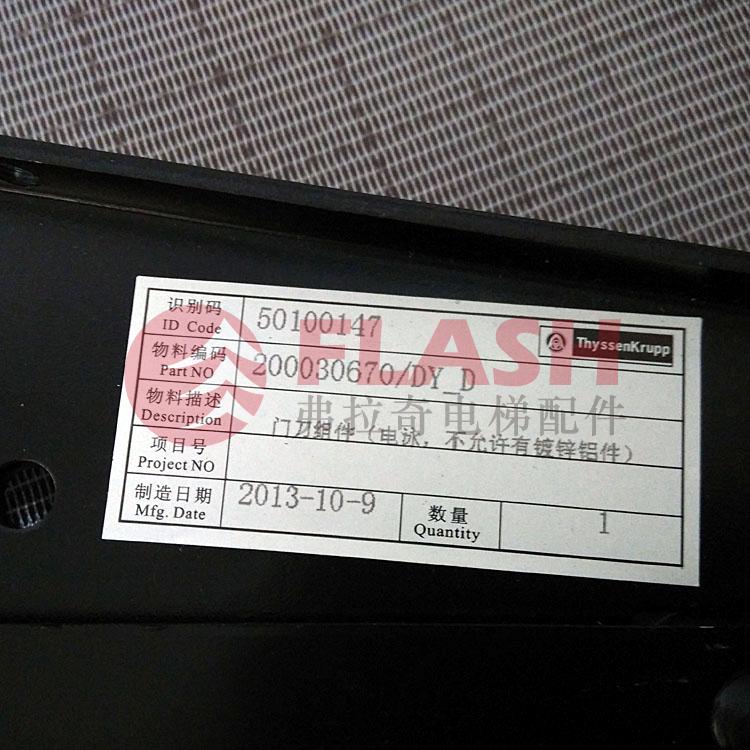 识别码
ID Code
50100147
ThyssenKrupp
物料编码
Part NO
200030670/DY_D
物料描述
Description
门刀组件（电泳，不允许有镀锌铝件）
项目号
Project NO
制造日期
Mfg. Date
2013-10-9
数量
Quantity
1
FLASH
弗拉奇电梯配件